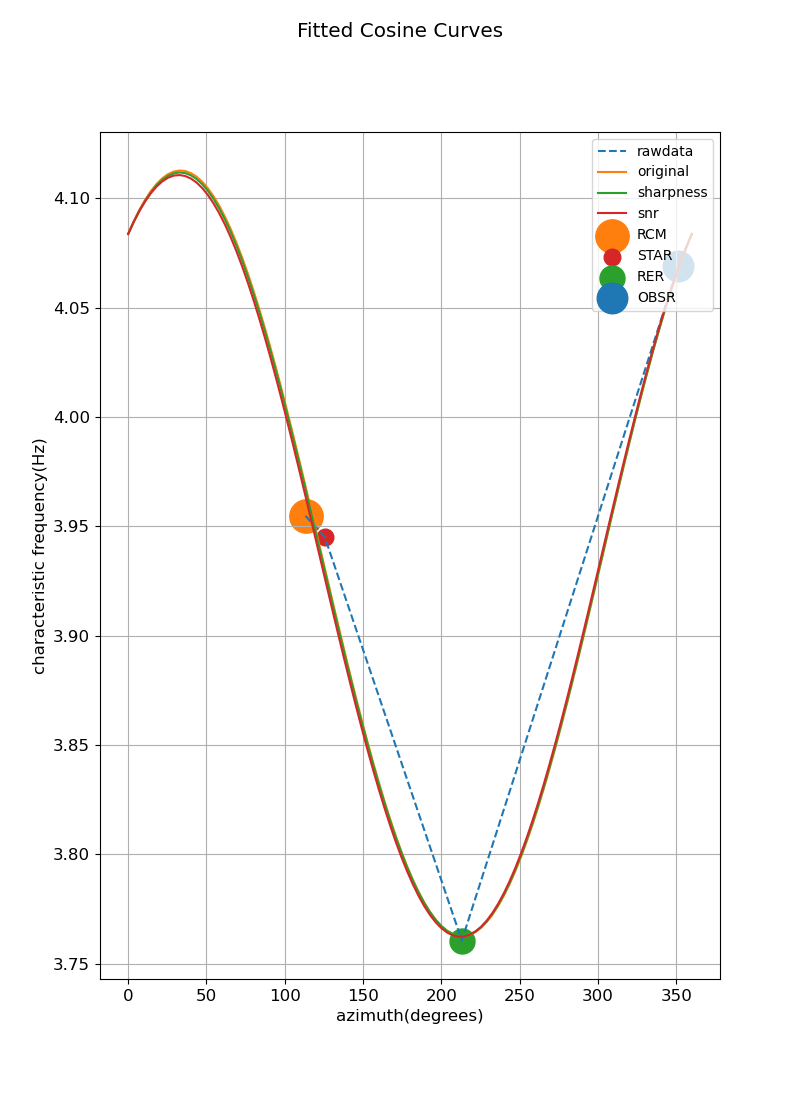 Fitted Cosine Curves
rawdata
original
sharpness
snr
RCM
STAR
RER
OBSR
4.10
4.05
4.00
3.95
3.90
3.85
3.80
3.75
characteristic frequency(Hz)
0 50 100 150 200 250 300 350
azimuth(degrees)